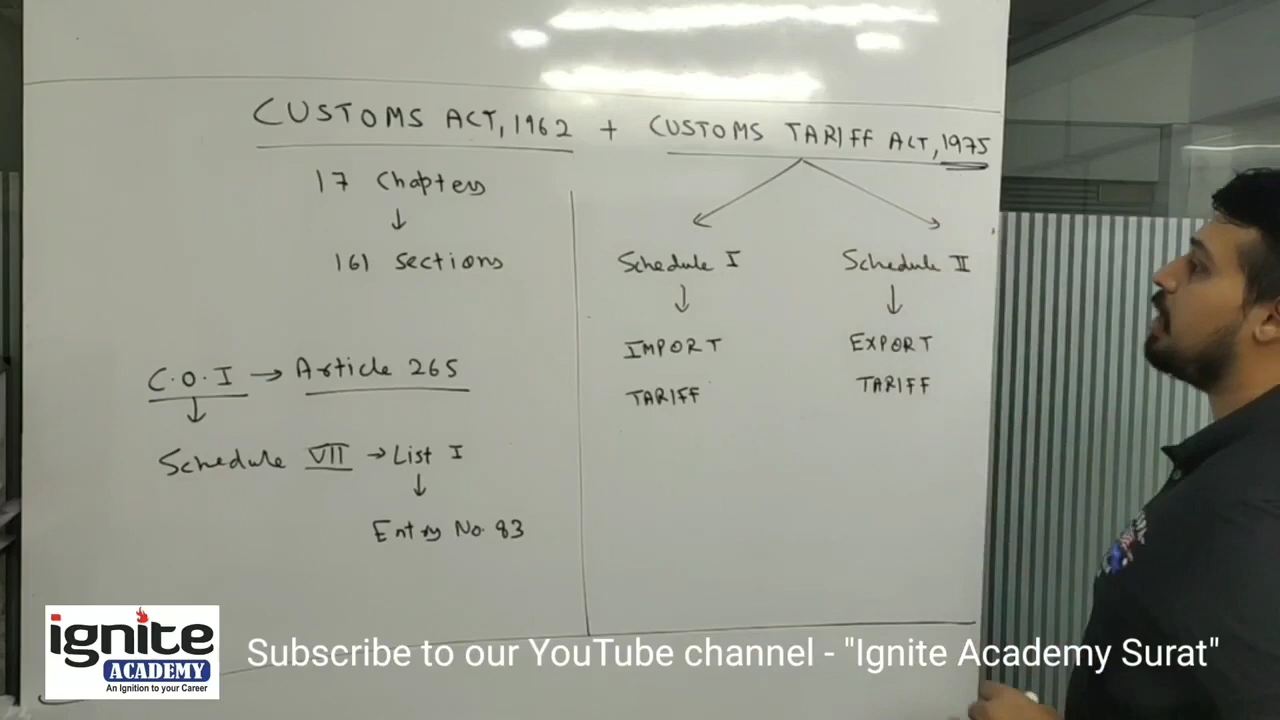 CUSTOMS ACT, 1962 + CUSTOMS TARIFF ACT, 1975
17 Chapters
↓
161 sections
C.O.I → Article 265
↓
Schedule VII → List I
↓
Entry No. 83
Schedule I
↓
IMPORT
TARIFF
Schedule II
↓
EXPORT
TARIFF
ignite
ACADEMY
An Ignition to your Career
Subscribe to our YouTube channel - "Ignite Academy Surat"